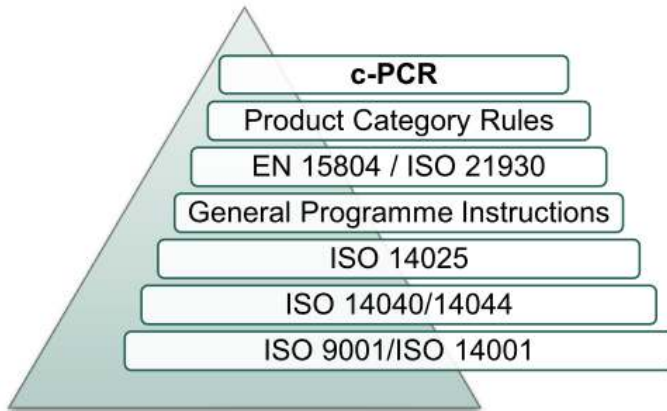 c-PCR
Product Category Rules
EN 15804 / ISO 21930
General Programme Instructions
ISO 14025
ISO 14040/14044
ISO 9001/ISO 14001